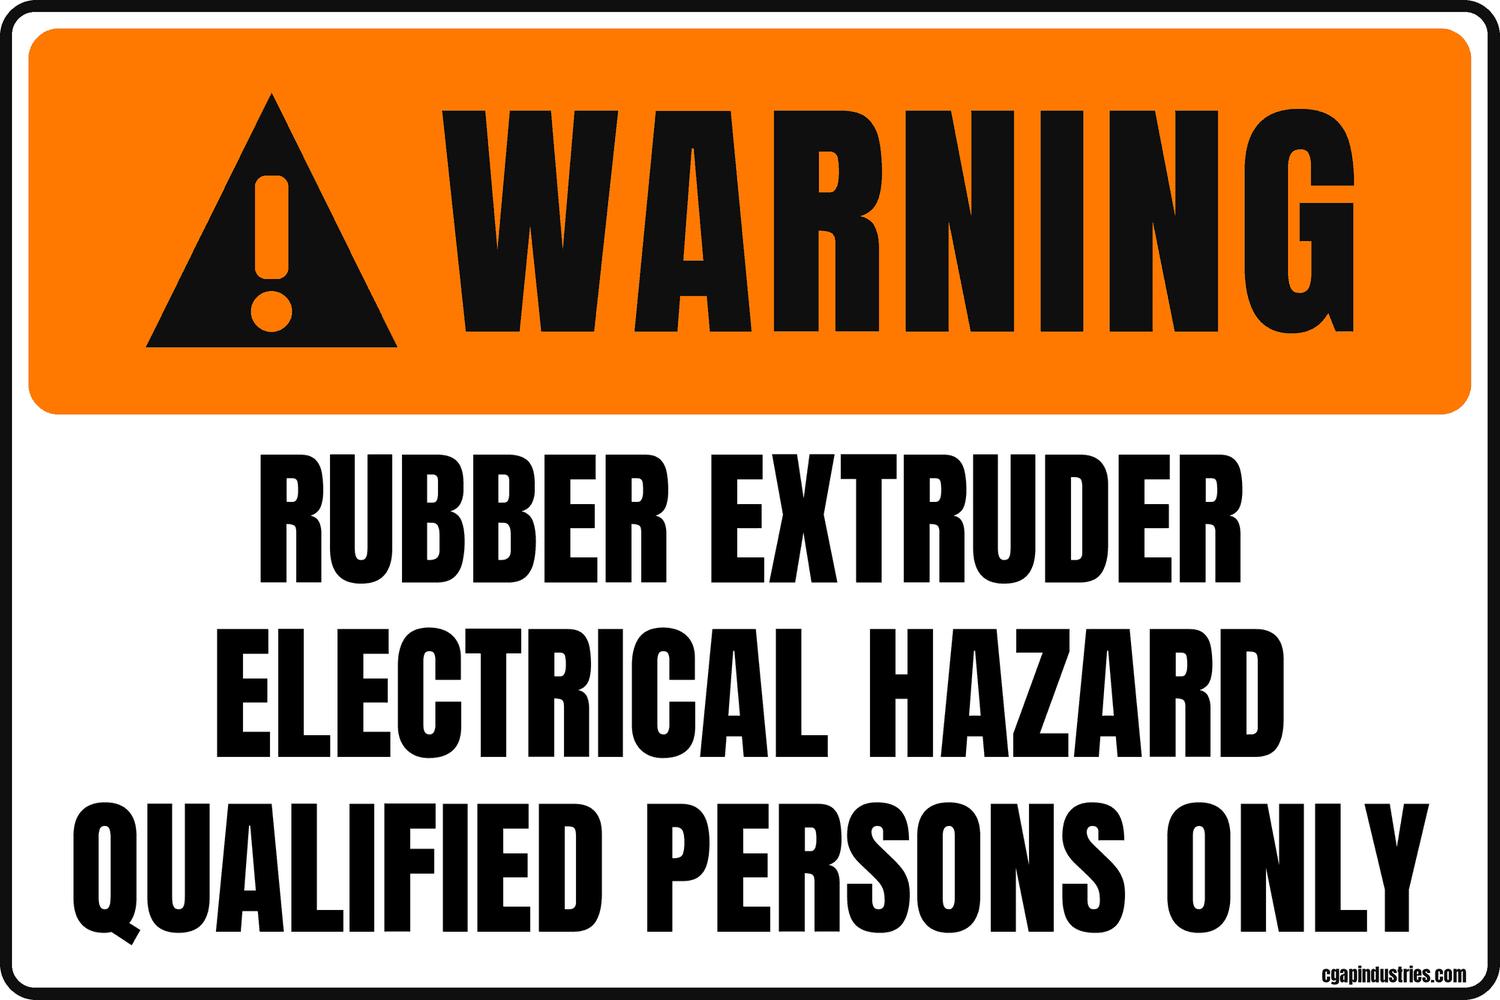 WARNING
RUBBER EXTRUDER
ELECTRICAL HAZARD
QUALIFIED PERSONS ONLY
cgapindustries.com